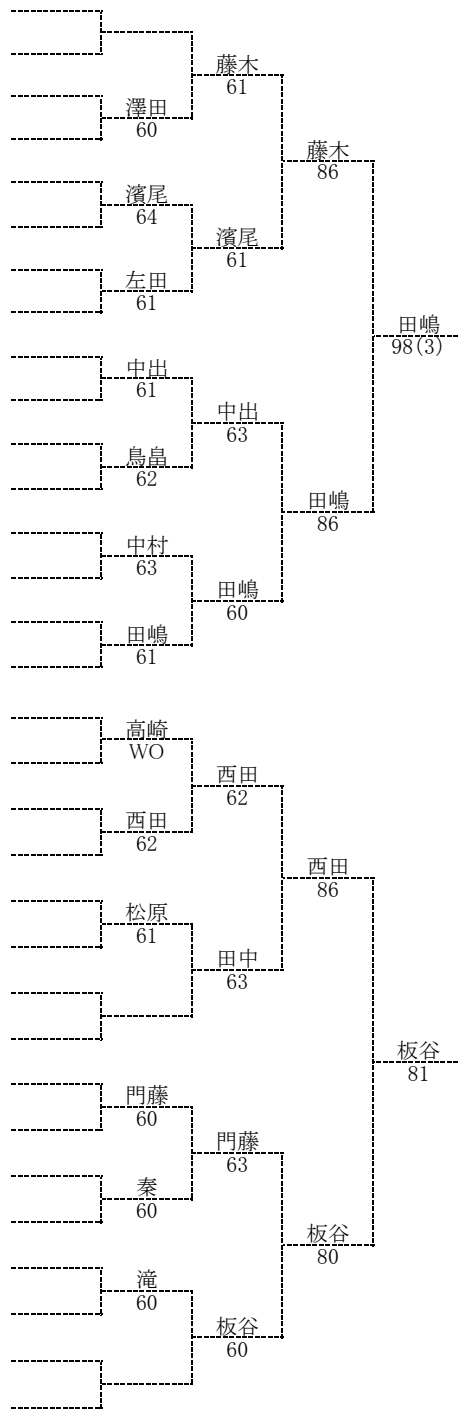 藤木
61
澤田
60
藤木
86
濱尾
64
濱尾
61
左田
61
田嶋
98(3)
中出
61
中出
63
鳥畠
62
田嶋
86
中村
63
田嶋
60
田嶋
61
高崎
WO
西田
62
西田
62
西田
86
松原
61
田中
63
板谷
81
門藤
60
門藤
63
秦
60
板谷
80
滝
60
板谷
60